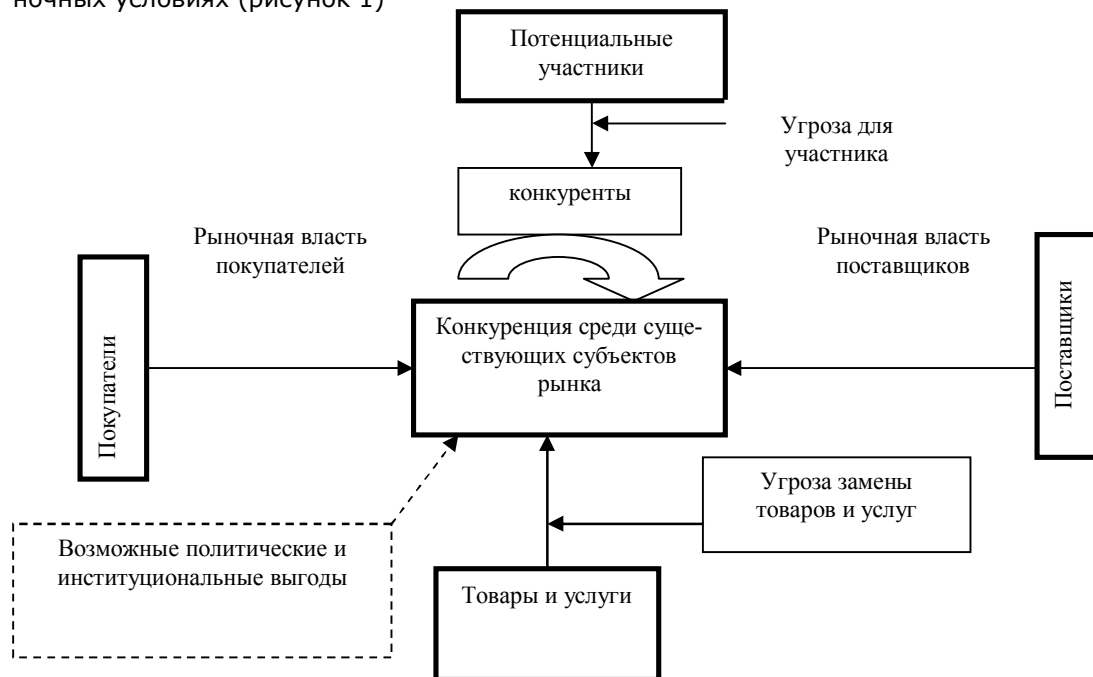 ночных условиях (рисунок 1)
Потенциальные
участники
Угроза для
участника
конкуренты
Рыночная власть
покупателей
Рыночная власть
поставщиков
Покупатели
Конкуренция среди суще-
ствующих субъектов
рынка
Поставщики
Угроза замены
товаров и услуг
Возможные политические и
институциональные выгоды
Товары и услуги